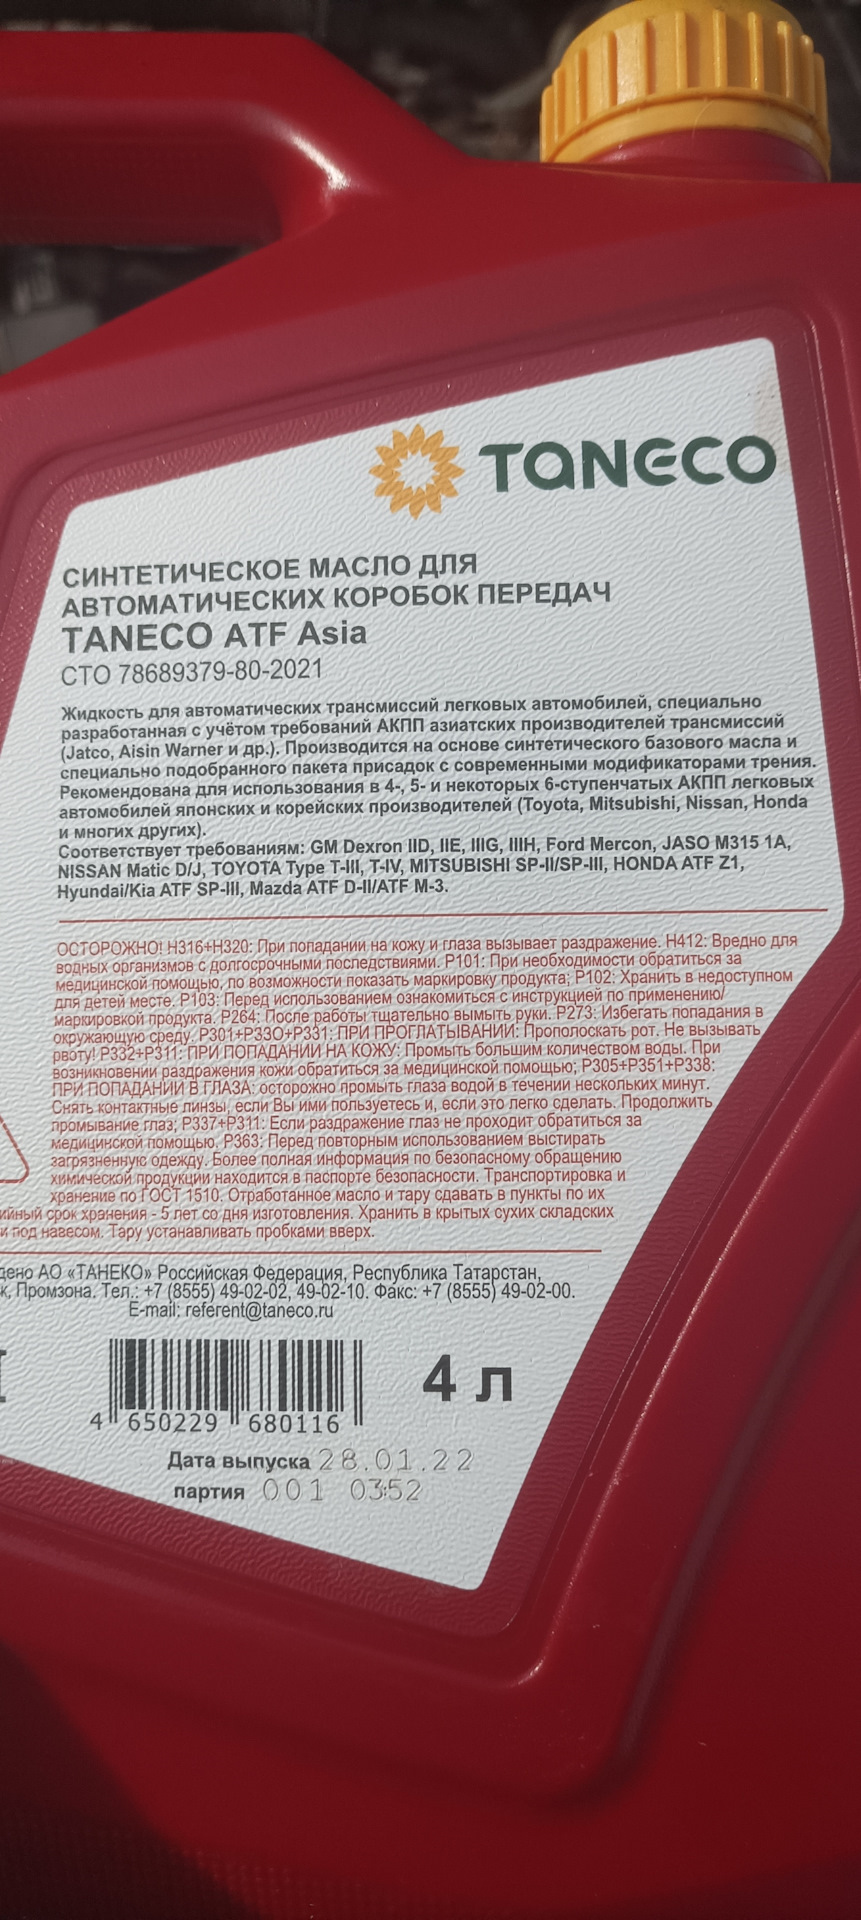 TANECO
СИНТЕТИЧЕСКОЕ МАСЛО ДЛЯ
АВТОМАТИЧЕСКИХ КОРОБОК ПЕРЕДАЧ
TANECO ATF Asia
СТО 78689379-80-2021
Жидкость для автоматических трансмиссий легковых автомобилей, специально
разработанная с учётом требований АКПП азиатских производителей трансмиссий
(Jatco, Aisin Warner и др.). Производится на основе синтетического базового масла и
специально подобранного пакета присадок с современными модификаторами трения.
Рекомендована для использования в 4-, 5- и некоторых 6-ступенчатых АКПП легковых
автомобилей японских и корейских производителей (Toyota, Mitsubishi, Nissan, Honda
и многих других).
Соответствует требованиям: GM Dexron IID, IIE, IIIG, IIIH, Ford Mercon, JASO M315 1A,
NISSAN Matic D/J, TOYOTA Type T-III, T-IV, MITSUBISHI SP-II/SP-III, HONDA ATF Z1,
Hyundai/Kia ATF SP-III, Mazda ATF D-II/ATF M-3.
ОСТОРОЖНО! H316+H320: При попадании на кожу и глаза вызывает раздражение. H412: Вредно для
водных организмов с долгосрочными последствиями. P101: При необходимости обратиться за
медицинской помощью, по возможности показать маркировку продукта; P102: Хранить в недоступном
для детей месте. P103: Перед использованием ознакомиться с инструкцией по применению/
маркировкой продукта. P264: После работы тщательно вымыть руки. P273: Избегать попадания в
окружающую среду. P301+P33O+P331: ПРИ ПРОГЛАТЫВАНИИ: Прополоскать рот. Не вызывать
рвоту! P332+P311: ПРИ ПОПАДАНИИ НА КОЖУ: Промыть большим количеством воды. При
возникновении раздражения кожи обратиться за медицинской помощью; P305+P351+P338:
ПРИ ПОПАДАНИИ В ГЛАЗА: осторожно промыть глаза водой в течении нескольких минут.
Снять контактные линзы, если Вы ими пользуетесь и, если это легко сделать. Продолжить
промывание глаз; P337+P311: Если раздражение глаз не проходит обратиться за
медицинской помощью. P363: Перед повторным использованием выстирать
загрязненную одежду. Более полная информация по безопасному обращению
химической продукции находится в паспорте безопасности. Транспортировка и
хранение по ГОСТ 1510. Отработанное масло и тару сдавать в пункты по их
ийный срок хранения - 5 лет со дня изготовления. Хранить в крытых сухих складских
и под навесом. Тару устанавливать пробками вверх.
дено АО «ТАНЕКО» Российская Федерация, Республика Татарстан,
к, Промзона. Тел.: +7 (8555) 49-02-02, 49-02-10. Факс: +7 (8555) 49-02-00.
E-mail: referent@taneco.ru
4 л
4 650229 680116
Дата выпуска 28.01.22
партия 001 03:52